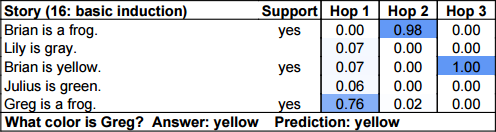 Story (16: basic induction) Support Hop 1 Hop 2 Hop 3
Brian is a frog. yes 0.00 0.98 0.00
Lily is gray. 0.07 0.00 0.00
Brian is yellow. yes 0.07 0.00 1.00
Julius is green. 0.06 0.00 0.00
Greg is a frog. yes 0.76 0.02 0.00
What color is Greg? Answer: yellow Prediction: yellow